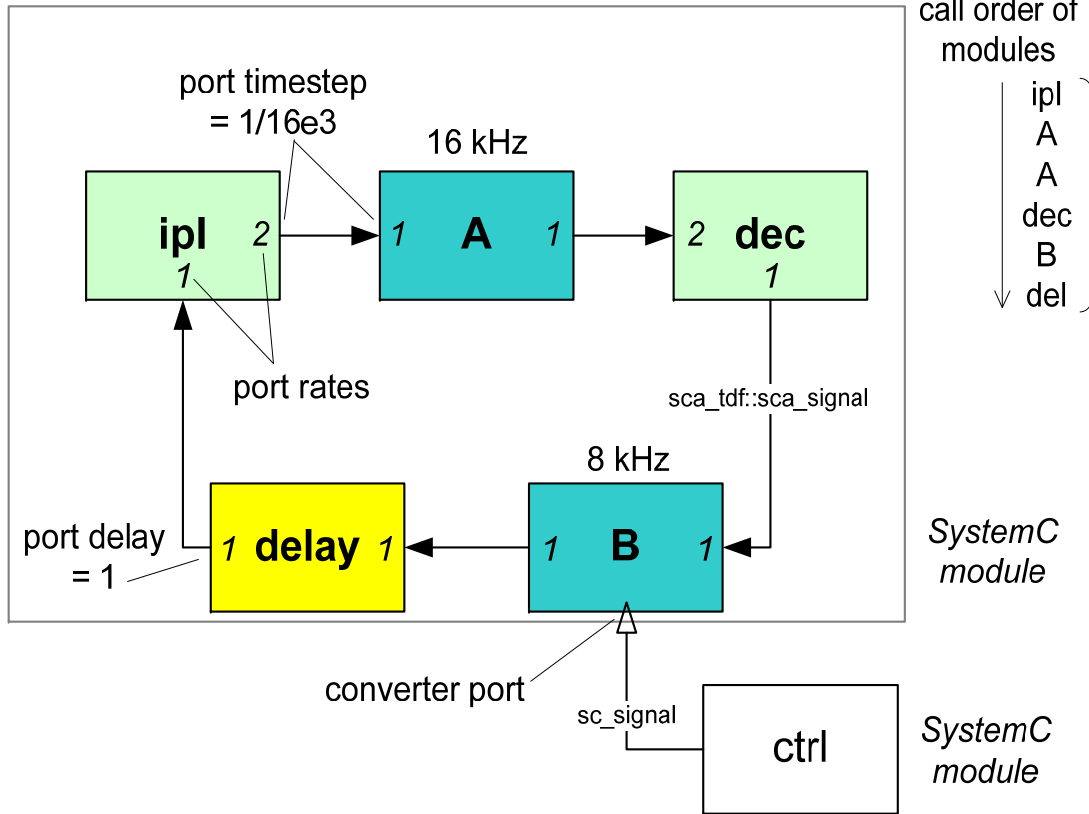 call order of
modules
ipl
A
A
dec
B
del
port timestep
= 1/16e3
16 kHz
ipl 2
1
1 A 1
2 dec
1
port rates
sca_tdf::sca_signal
8 kHz
port delay
= 1
1 delay 1
1 B 1
SystemC
module
converter port
sc_signal
ctrl
SystemC
module